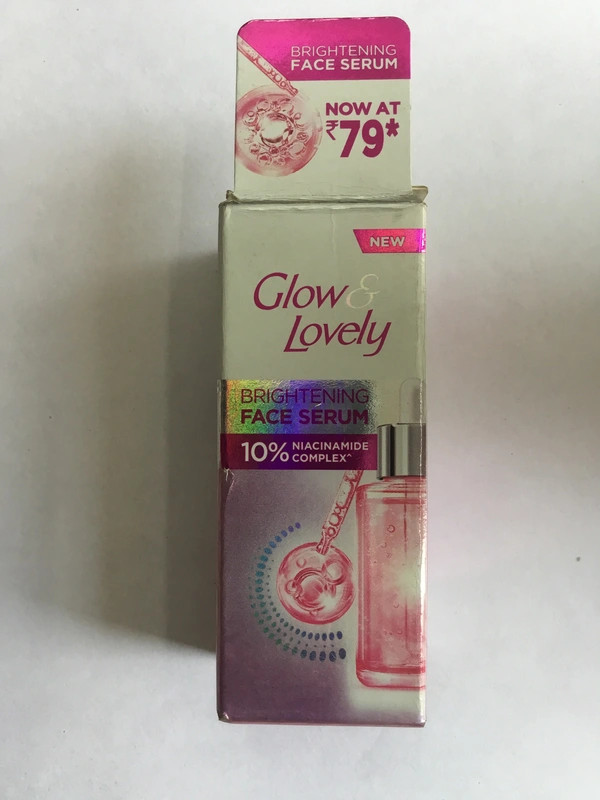 BRIGHTENING
FACE SERUM
NOW AT
₹79*
NEW
Glow &
Lovely
BRIGHTENING
FACE SERUM
10% NIACINAMIDE
COMPLEX^